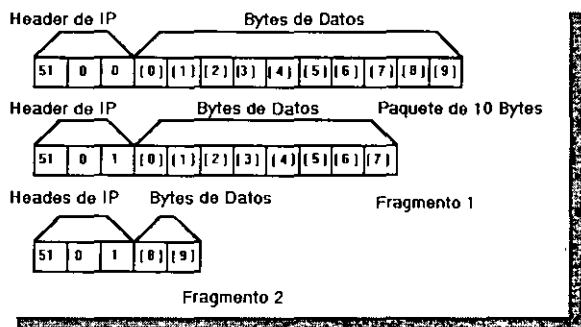 Header de IP Bytes de Datos
51 0 0 [0] [1] [2] [3] [4] [5] [6] [7] [8] [9]
Header de IP Bytes de Datos Paquete de 10 Bytes
51 0 1 [0] [1] [2] [3] [4] [5] [6] [7]
Heades de IP Bytes de Datos Fragmento 1
51 0 1 [8] [9]
Fragmento 2